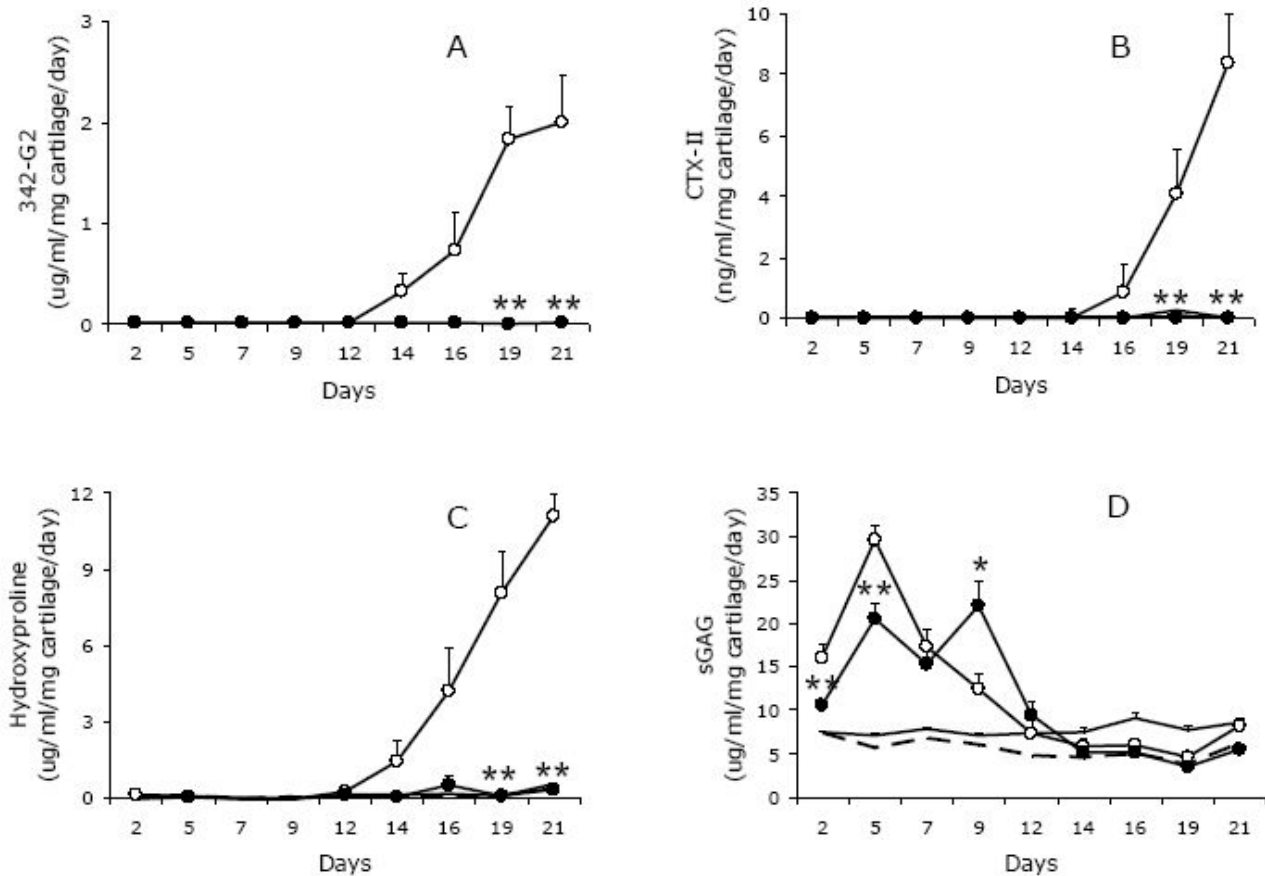 A
342-G2
(ug/ml/mg cartilage/day)
3
2
1
0
** **
2 5 7 9 12 14 16 19 21
Days
B
CTX-II
(ng/ml/mg cartilage/day)
10
8
6
4
2
0
** **
2 5 7 9 12 14 16 19 21
Days
C
Hydroxyproline
(ug/ml/mg cartilage/day)
12
9
6
3
0
** **
2 5 7 9 12 14 16 19 21
Days
D
sGAG
(ug/ml/mg cartilage/day)
35
30
25
20
15
10
5
0
*
**
**
2 5 7 9 12 14 16 19 21
Days